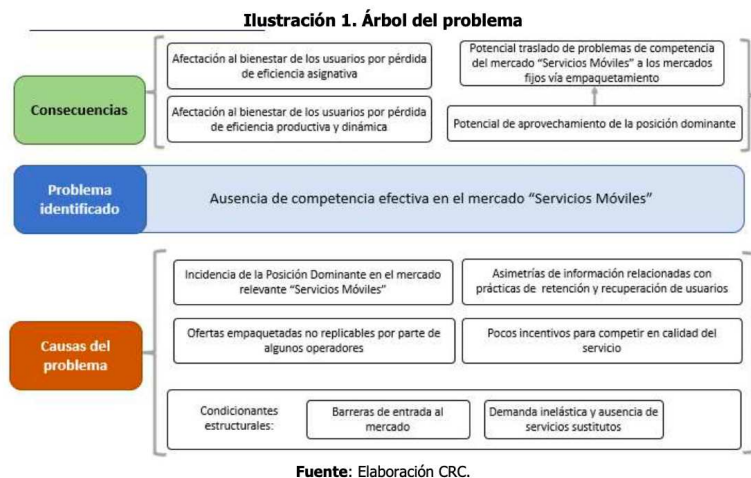 Ilustración 1. Árbol del problema
Consecuencias
Afectación al bienestar de los usuarios por pérdida
de eficiencia asignativa
Potencial traslado de problemas de competencia
del mercado “Servicios Móviles” a los mercados
fijos vía empaquetamiento
Afectación al bienestar de los usuarios por pérdida
de eficiencia productiva y dinámica
Potencial de aprovechamiento de la posición dominante
Problema
identificado
Ausencia de competencia efectiva en el mercado “Servicios Móviles”
Causas del
problema
Incidencia de la Posición Dominante en el mercado
relevante “Servicios Móviles”
Asimetrías de información relacionadas con
prácticas de retención y recuperación de usuarios
Ofertas empaquetadas no replicables por parte de
algunos operadores
Pocos incentivos para competir en calidad del
servicio
Condicionantes
estructurales:
Barreras de entrada al
mercado
Demanda inelástica y ausencia de
servicios sustitutos
Fuente: Elaboración CRC.